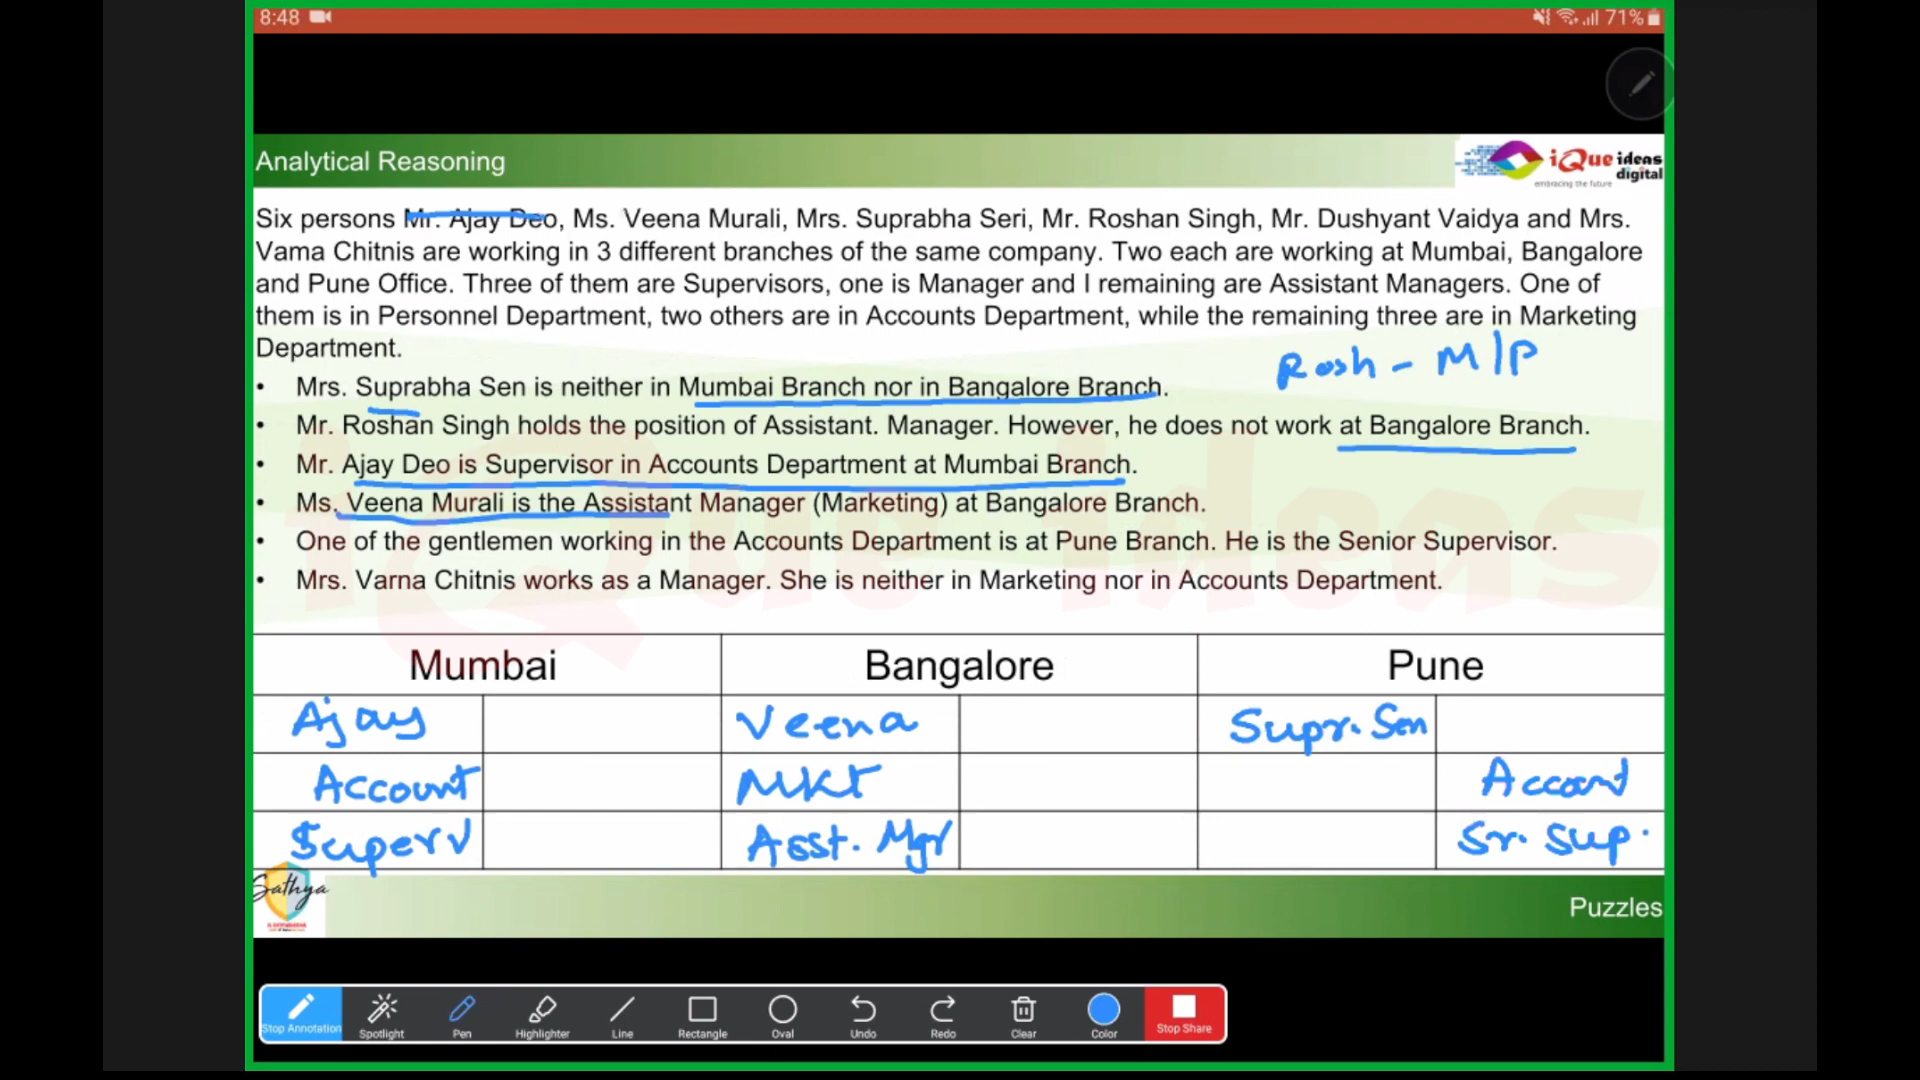 8:48
71%
Analytical Reasoning
iQue ideas
digital
embracing the future
Six persons Mr. Ajay Deo, Ms. Veena Murali, Mrs. Suprabha Seri, Mr. Roshan Singh, Mr. Dushyant Vaidya and Mrs.
Vama Chitnis are working in 3 different branches of the same company. Two each are working at Mumbai, Bangalore
and Pune Office. Three of them are Supervisors, one is Manager and I remaining are Assistant Managers. One of
them is in Personnel Department, two others are in Accounts Department, while the remaining three are in Marketing
Department.
Rosh - M/P
• Mrs. Suprabha Sen is neither in Mumbai Branch nor in Bangalore Branch.
• Mr. Roshan Singh holds the position of Assistant. Manager. However, he does not work at Bangalore Branch.
• Mr. Ajay Deo is Supervisor in Accounts Department at Mumbai Branch.
• Ms. Veena Murali is the Assistant Manager (Marketing) at Bangalore Branch.
• One of the gentlemen working in the Accounts Department is at Pune Branch. He is the Senior Supervisor.
• Mrs. Varna Chitnis works as a Manager. She is neither in Marketing nor in Accounts Department.
iQue ideas
Mumbai Bangalore Pune
Ajay Veena Supr. Sen
Account MKT Accont
Superv Asst. Mgr Sr. Sup.
Sathya
Puzzles
Stop Annotation Spotlight Pen Highlighter Line Rectangle Oval Undo Redo Clear Color Stop Share